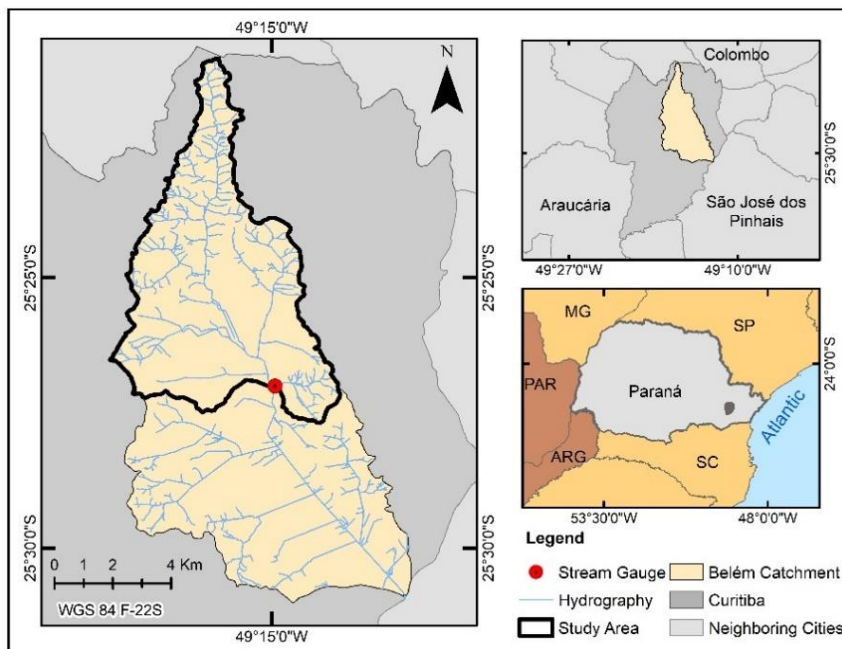 49°15'0"W
N
25°25'0"S
25°25'0"S
25°30'0"S
25°30'0"S
0 1 2 4 Km
WGS 84 F-22S
49°15'0"W
Colombo
Araucária
São José dos
Pinhais
25°30'0"S
49°27'0"W
49°10'0"W
MG
SP
PAR
Paraná
ARG
SC
Atlantic
24°0'0"S
53°30'0"W
48°0'0"W
Legend
Stream Gauge
Belém Catchment
Hydrography
Curitiba
Study Area
Neighboring Cities